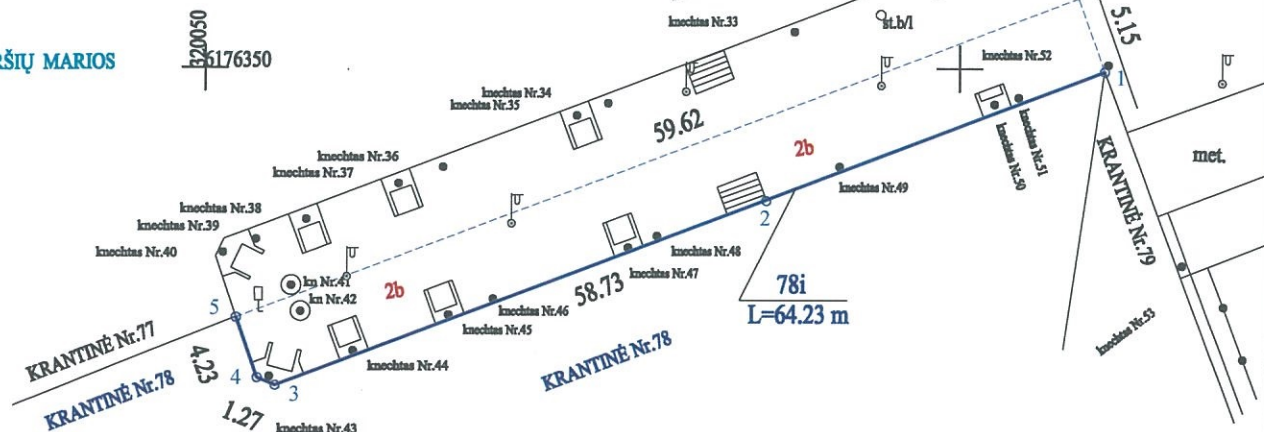 knechtas Nr.33
st.b/l
5.15
RŠIŲ MARIOS
320050
6176350
knechtas Nr.52
1
knechtas Nr.34
knechtas Nr.35
59.62
knechtas Nr.51
knechtas Nr.50
2b
met.
knechtas Nr.36
knechtas Nr.37
knechtas Nr.49
KRANTINĖ Nr.79
knechtas Nr.38
knechtas Nr.39
2
knechtas Nr.40
knechtas Nr.48
knechtas Nr.47
kn Nr.41
2b
58.73
78i
kn Nr.42
5
knechtas Nr.46
L=64.23 m
knechtas Nr.45
knechtas Nr.53
KRANTINĖ Nr.77
knechtas Nr.44
KRANTINĖ Nr.78
4.23
4
3
KRANTINĖ Nr.78
1.27
knechtas Nr.43